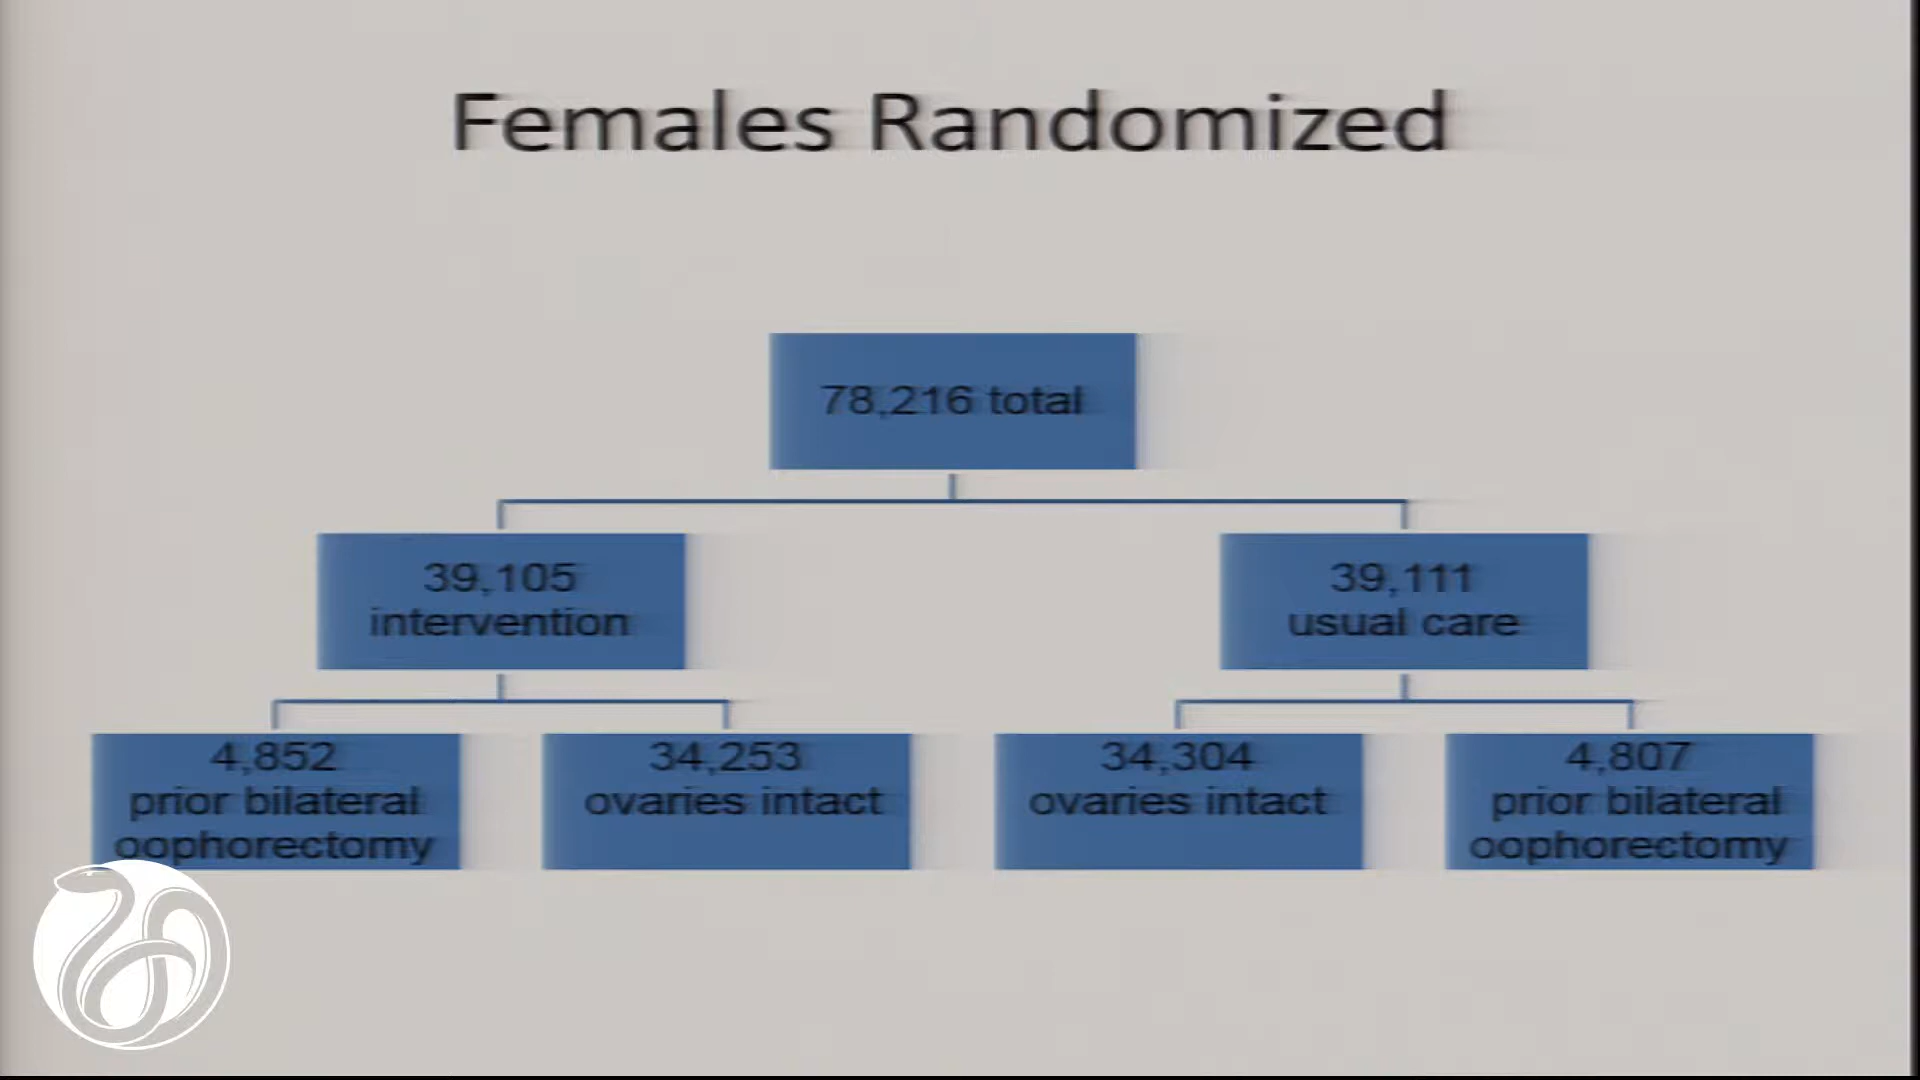 Females Randomized
78,216 total
39,105
intervention
39,111
usual care
4,852
prior bilateral
oophorectomy
34,253
ovaries intact
34,304
ovaries intact
4,807
prior bilateral
oophorectomy